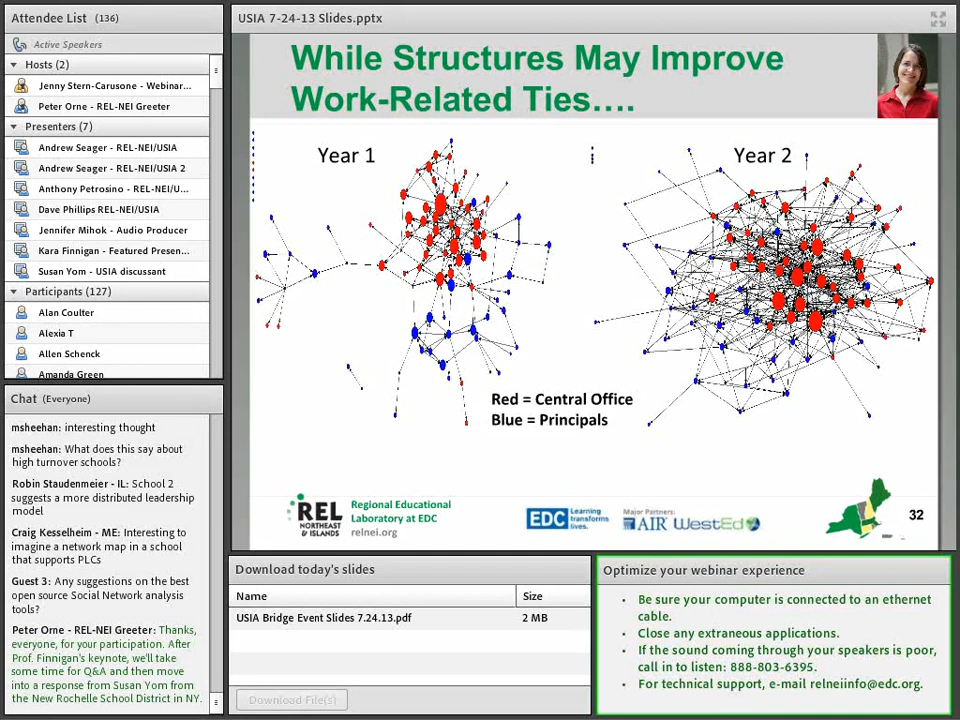 Attendee List (136)
Active Speakers
Hosts (2)
Jenny Stern-Carusone - Webinar...
Peter Orne - REL-NEI Greeter
Presenters (7)
Andrew Seager - REL-NEI/USIA
Andrew Seager - REL-NEI/USIA 2
Anthony Petrosino - REL-NEI/U...
Dave Phillips REL-NEI/USIA
Jennifer Mihok - Audio Producer
Kara Finnigan - Featured Presen...
Susan Yom - USIA discussant
Participants (127)
Alan Coulter
Alexia T
Allen Schenck
Amanda Green
Chat (Everyone)
msheehan: interesting thought
msheehan: What does this say about
high turnover schools?
Robin Staudenmeier - IL: School 2
suggests a more distributed leadership
model
Craig Kesselheim - ME: Interesting to
imagine a network map in a school
that supports PLCs
Guest 3: Any suggestions on the best
open source Social Network analysis
tools?
Peter Orne - REL-NEI Greeter: Thanks,
everyone, for your participation. After
Prof. Finnigan's keynote, we'll take
some time for Q&A and then move
into a response from Susan Yom from
the New Rochelle School District in NY.
USIA 7-24-13 Slides.pptx
While Structures May Improve
Work-Related Ties....
Year 1
Year 2
Red = Central Office
Blue = Principals
REL
NORTHEAST
& ISLANDS
Regional Educational
Laboratory at EDC
relnei.org
EDC
Learning
transforms
lives.
Major Partners:
AIR
WestEd
32
Download today's slides
Name
Size
USIA Bridge Event Slides 7.24.13.pdf
2 MB
Download File(s)
Optimize your webinar experience
• Be sure your computer is connected to an ethernet
cable.
• Close any extraneous applications.
• If the sound coming through your speakers is poor,
call in to listen: 888-803-6395.
• For technical support, e-mail relneiinfo@edc.org.